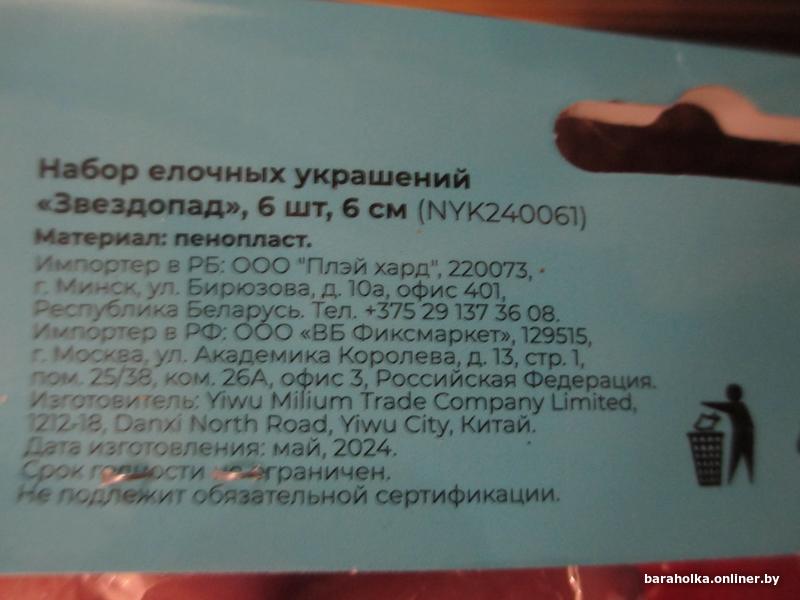 Набор елочных украшений
«Звездопад», 6 шт, 6 см (NYK240061)
Материал: пенопласт.
Импортер в РБ: ООО "Плэй хард", 220073,
г. Минск, ул. Бирюзова, д. 10а, офис 401,
Республика Беларусь. Тел. +375 29 137 36 08.
Импортер в РФ: ООО «ВБ Фиксмаркет», 129515,
г. Москва, ул. Академика Королева, д. 13, стр. 1,
пом. 25/38, ком. 26А, офис 3, Российская Федерация.
Изготовитель: Yiwu Milium Trade Company Limited,
1212-18, Danxi North Road, Yiwu City, Китай.
Дата изготовления: май, 2024.
Срок годности не ограничен.
Не подлежит обязательной сертификации.
baraholka.onliner.by